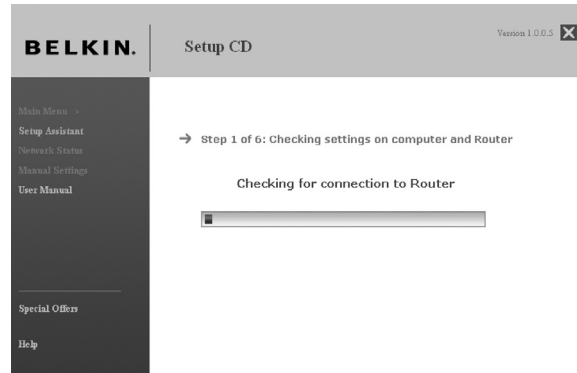 BELKIN.
Setup CD
Version 1.0.0.5
Main Menu >
Setup Assistant
Network Status
Manual Settings
User Manual
Special Offers
Help
→ Step 1 of 6: Checking settings on computer and Router
Checking for connection to Router